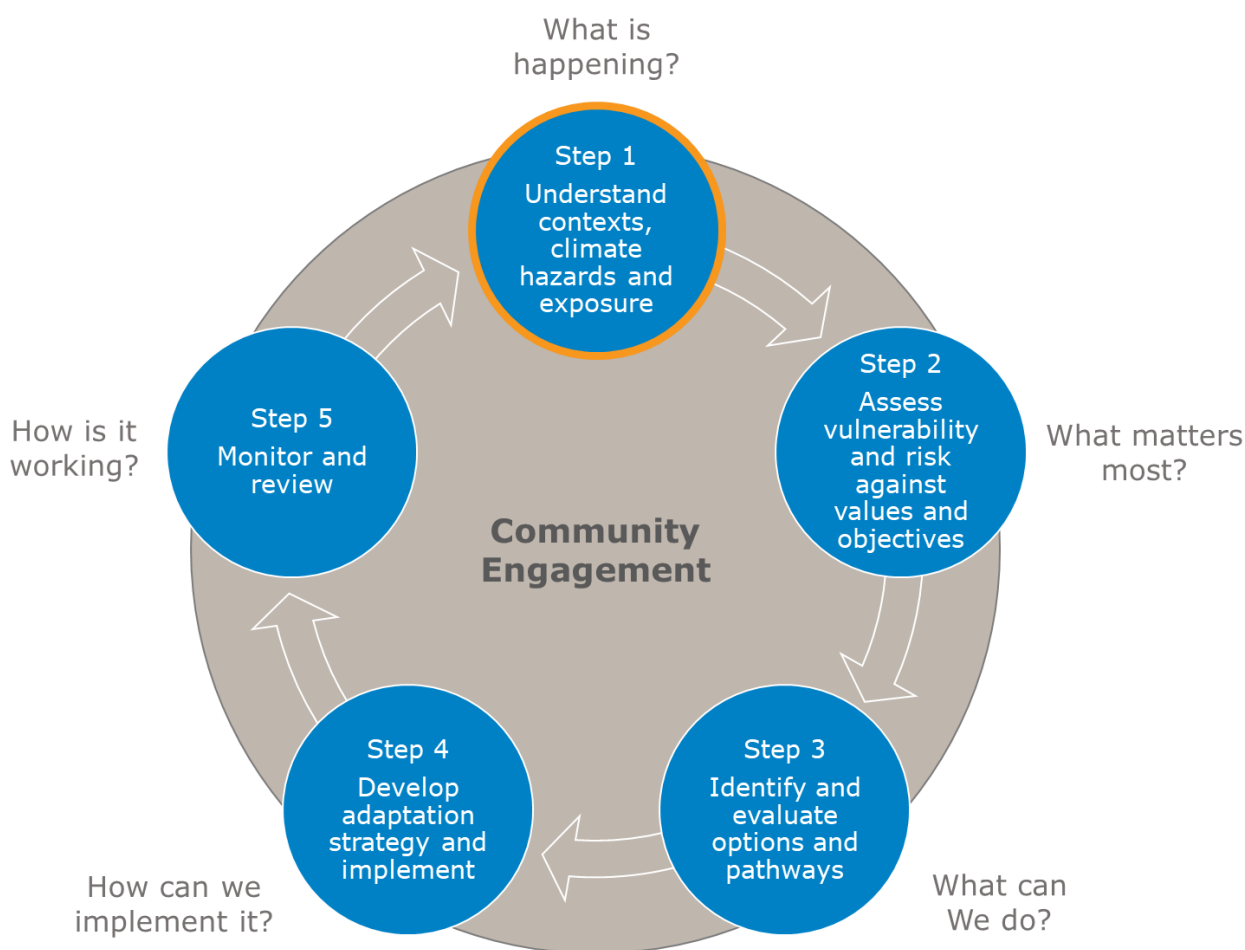 What is
happening?
Step 1
Understand
contexts,
climate
hazards and
exposure
Step 2
Assess
vulnerability
and risk
against
values and
objectives
What matters
most?
Step 3
Identify and
evaluate
options and
pathways
What can
We do?
Step 4
Develop
adaptation
strategy and
implement
How can we
implement it?
Step 5
Monitor and
review
How is it
working?
Community
Engagement